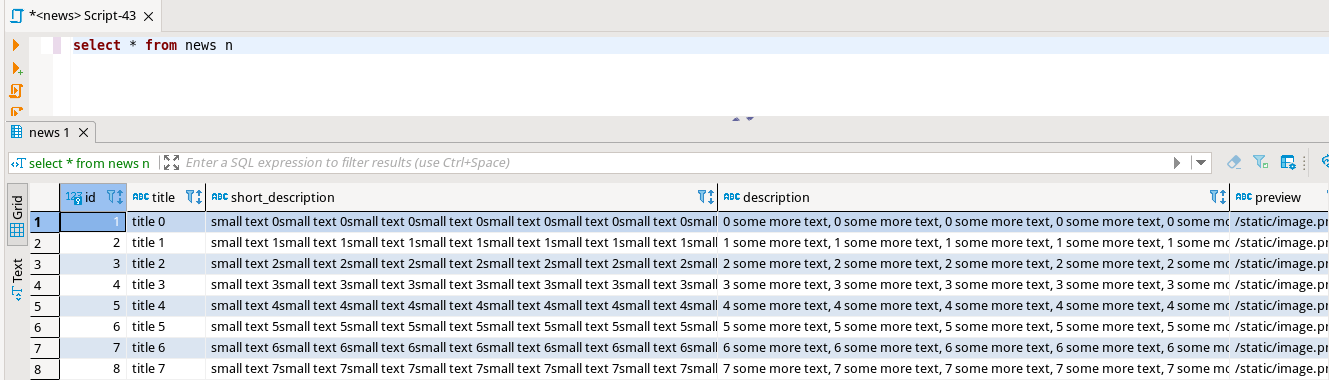 *<news> Script-43
select * from news n
news 1
select * from news n Enter a SQL expression to filter results (use Ctrl+Space)
Grid
Text
123 id ABC title ABC short_description ABC description ABC preview
1 1 title 0 small text 0small text 0small text 0small text 0small text 0small text 0small text 0small 0 some more text, 0 some more text, 0 some more text, 0 some more text, 0 some mo /static/image.pr
2 2 title 1 small text 1small text 1small text 1small text 1small text 1small text 1small text 1small 1 some more text, 1 some more text, 1 some more text, 1 some more text, 1 some mo /static/image.pr
3 3 title 2 small text 2small text 2small text 2small text 2small text 2small text 2small text 2small 2 some more text, 2 some more text, 2 some more text, 2 some more text, 2 some mo /static/image.pr
4 4 title 3 small text 3small text 3small text 3small text 3small text 3small text 3small text 3small 3 some more text, 3 some more text, 3 some more text, 3 some more text, 3 some mo /static/image.pr
5 5 title 4 small text 4small text 4small text 4small text 4small text 4small text 4small text 4small 4 some more text, 4 some more text, 4 some more text, 4 some more text, 4 some mo /static/image.pr
6 6 title 5 small text 5small text 5small text 5small text 5small text 5small text 5small text 5small 5 some more text, 5 some more text, 5 some more text, 5 some more text, 5 some mo /static/image.pr
7 7 title 6 small text 6small text 6small text 6small text 6small text 6small text 6small text 6small 6 some more text, 6 some more text, 6 some more text, 6 some more text, 6 some mo /static/image.pr
8 8 title 7 small text 7small text 7small text 7small text 7small text 7small text 7small text 7small 7 some more text, 7 some more text, 7 some more text, 7 some more text, 7 some mo /static/image.pr